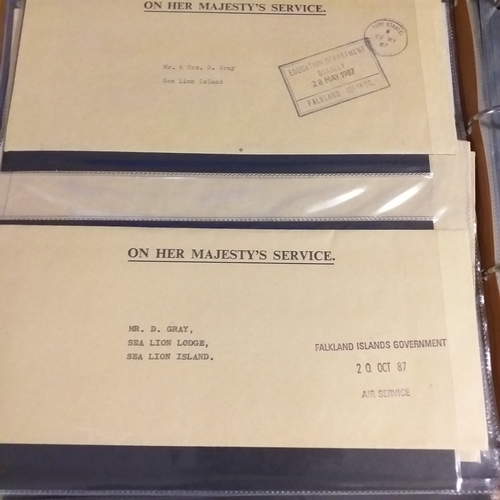 ON HER MAJESTY'S SERVICE.
Mr. & Mrs. D. Gray
Sea Lion Island
EDUCATION DEPARTMENT
STANLEY
28 MAY 1987
FALKLAND ISLANDS.
ON HER MAJESTY'S SERVICE.
MR. D. GRAY,
SEA LION LODGE,
SEA LION ISLAND.
FALKLAND ISLANDS GOVERNMENT
20 OCT 87
AIR SERVICE